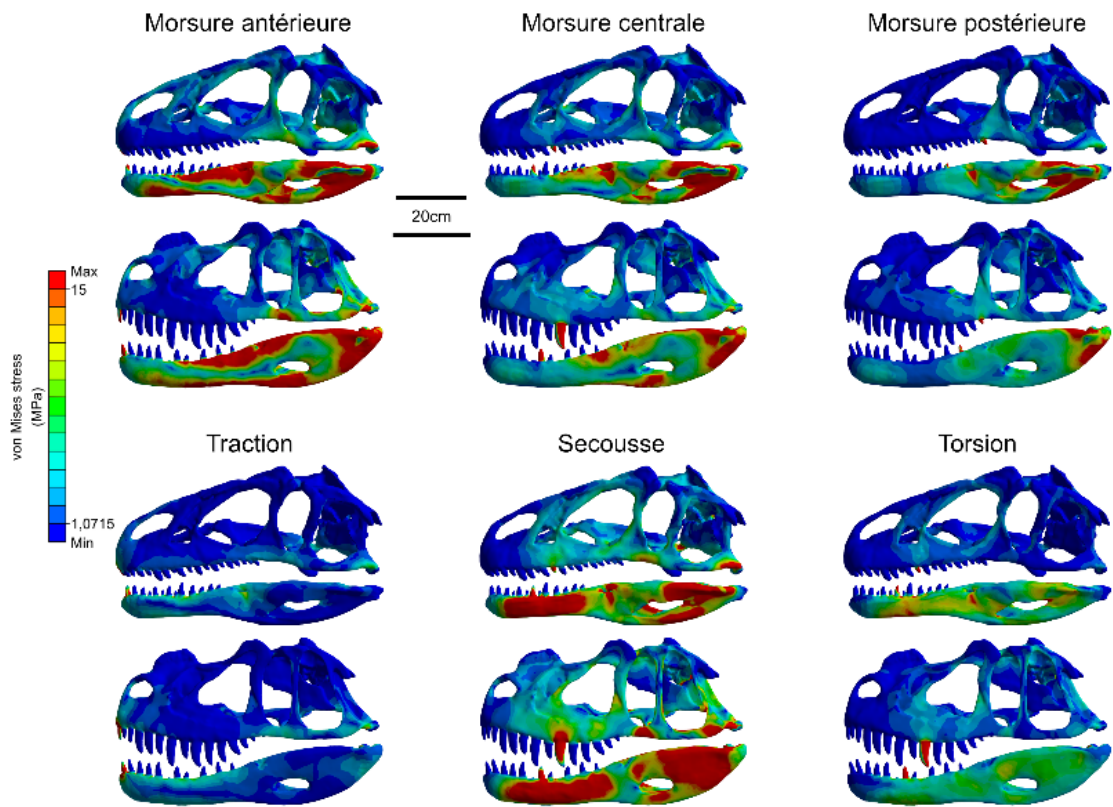 Morsure antérieure
Morsure centrale
Morsure postérieure
20cm
Max
15
von Mises stress
(MPa)
1,0715
Min
Traction
Secousse
Torsion